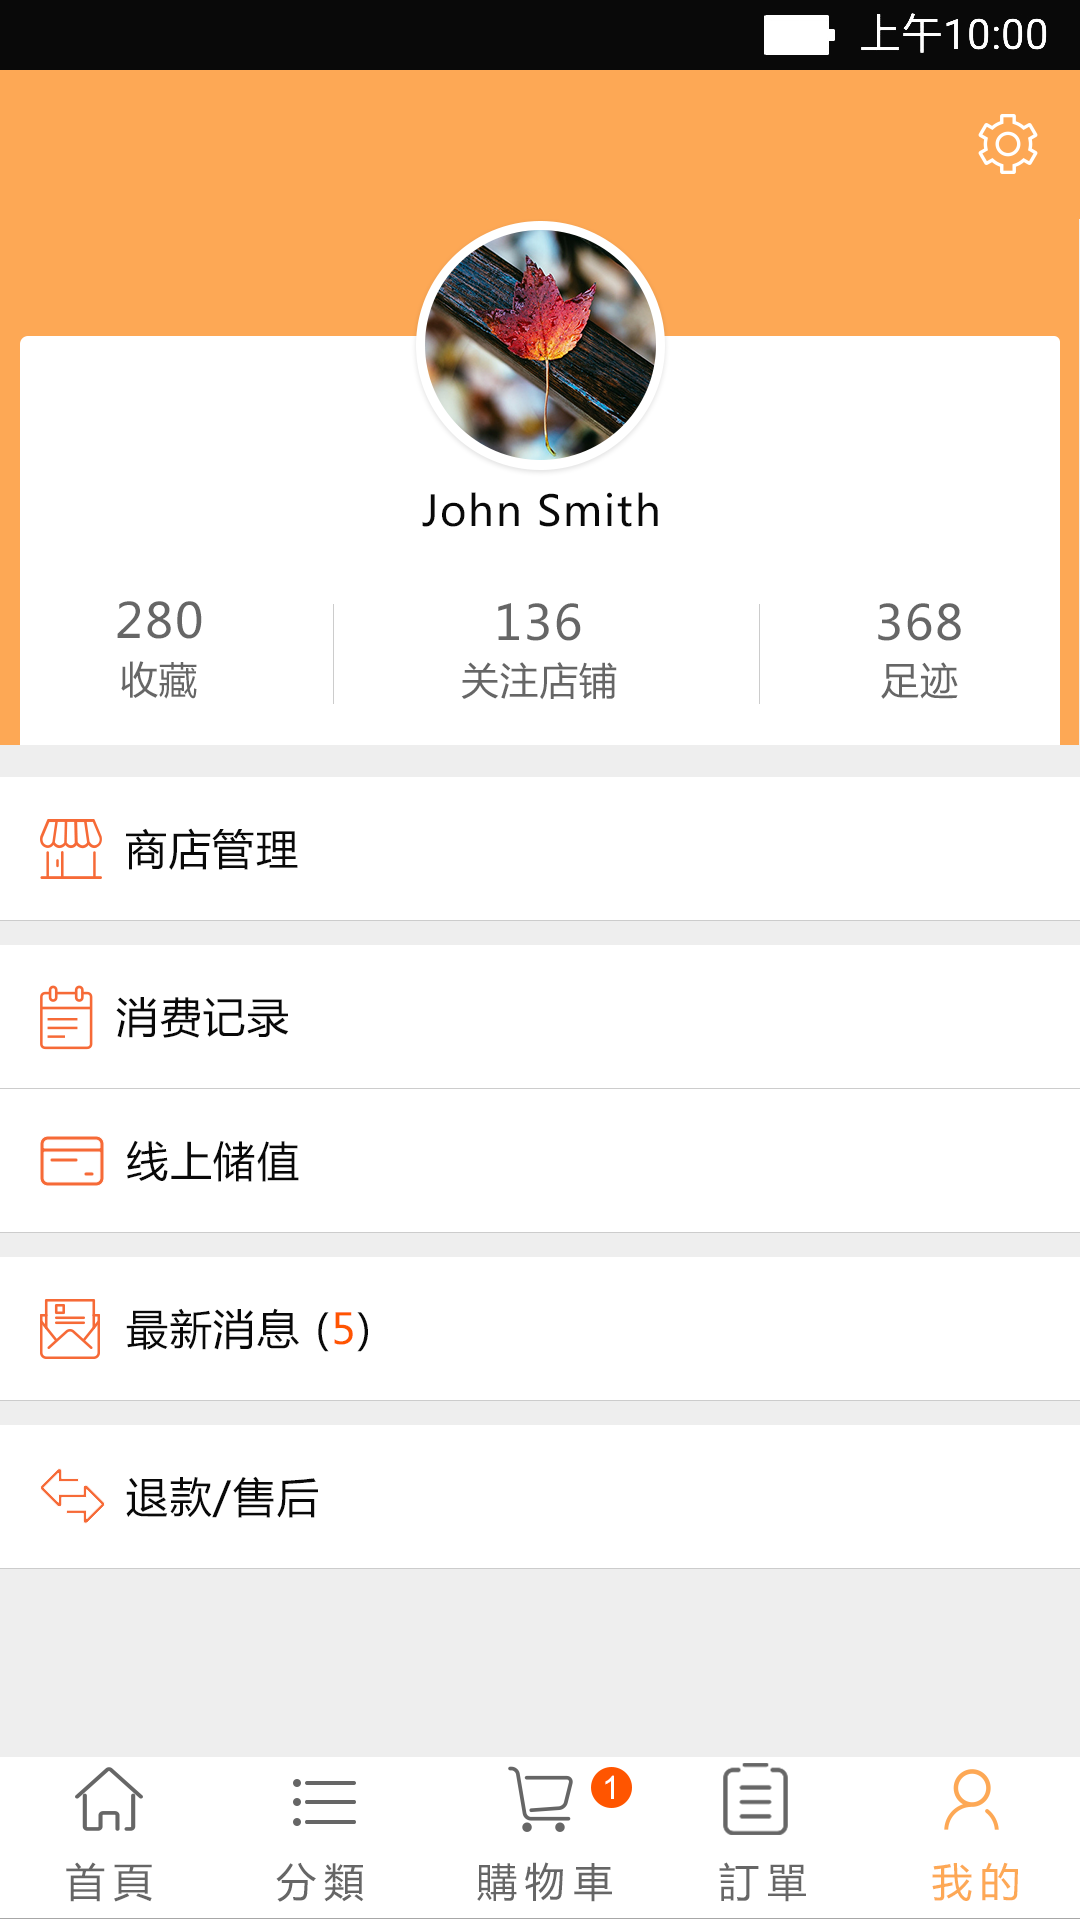 上午10:00
John Smith
280
收藏
136
关注店铺
368
足迹
商店管理
消费记录
线上储值
最新消息 (5)
退款/售后
1
首頁
分類
購物車
訂單
我的